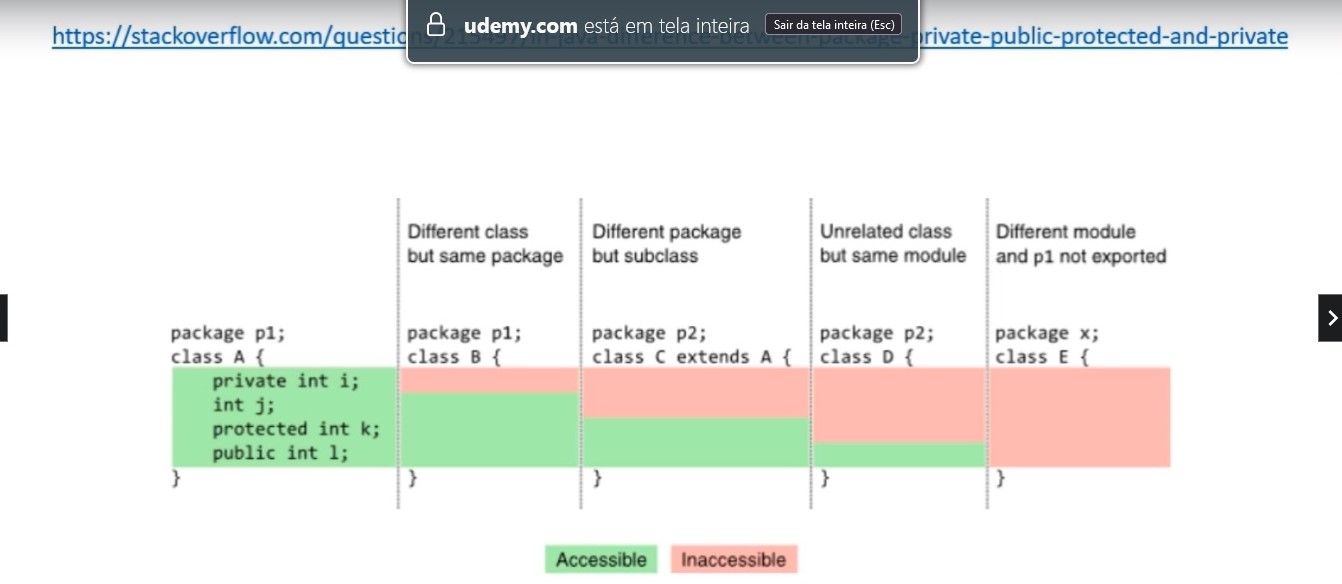 udemy.com está em tela inteira
Sair da tela inteira (Esc)
https://stackoverflow.com/questio
rivate-public-protected-and-private
Different class
but same package
Different package
but subclass
Unrelated class
but same module
Different module
and p1 not exported
package p1;
class A {
private int i;
int j;
protected int k;
public int l;
}
package p1;
class B {
}
package p2;
class C extends A {
}
package p2;
class D {
}
package x;
class E {
}
Accessible
Inaccessible